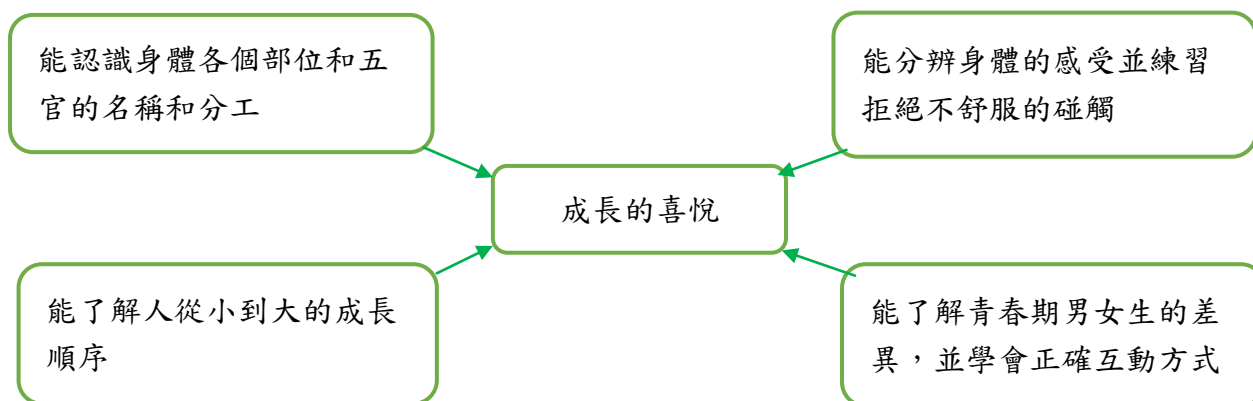 能認識身體各個部位和五
官的名稱和分工
能分辨身體的感受並練習
拒絕不舒服的碰觸
成長的喜悅
能了解人從小到大的成長
順序
能了解青春期男女生的差
異，並學會正確互動方式